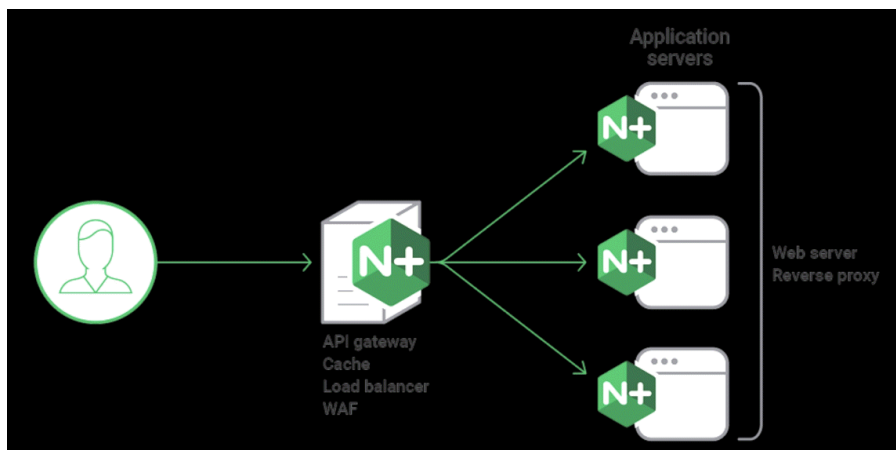 Application
servers
N+
N+
N+
N+
API gateway
Cache
Load balancer
WAF
Web server
Reverse proxy